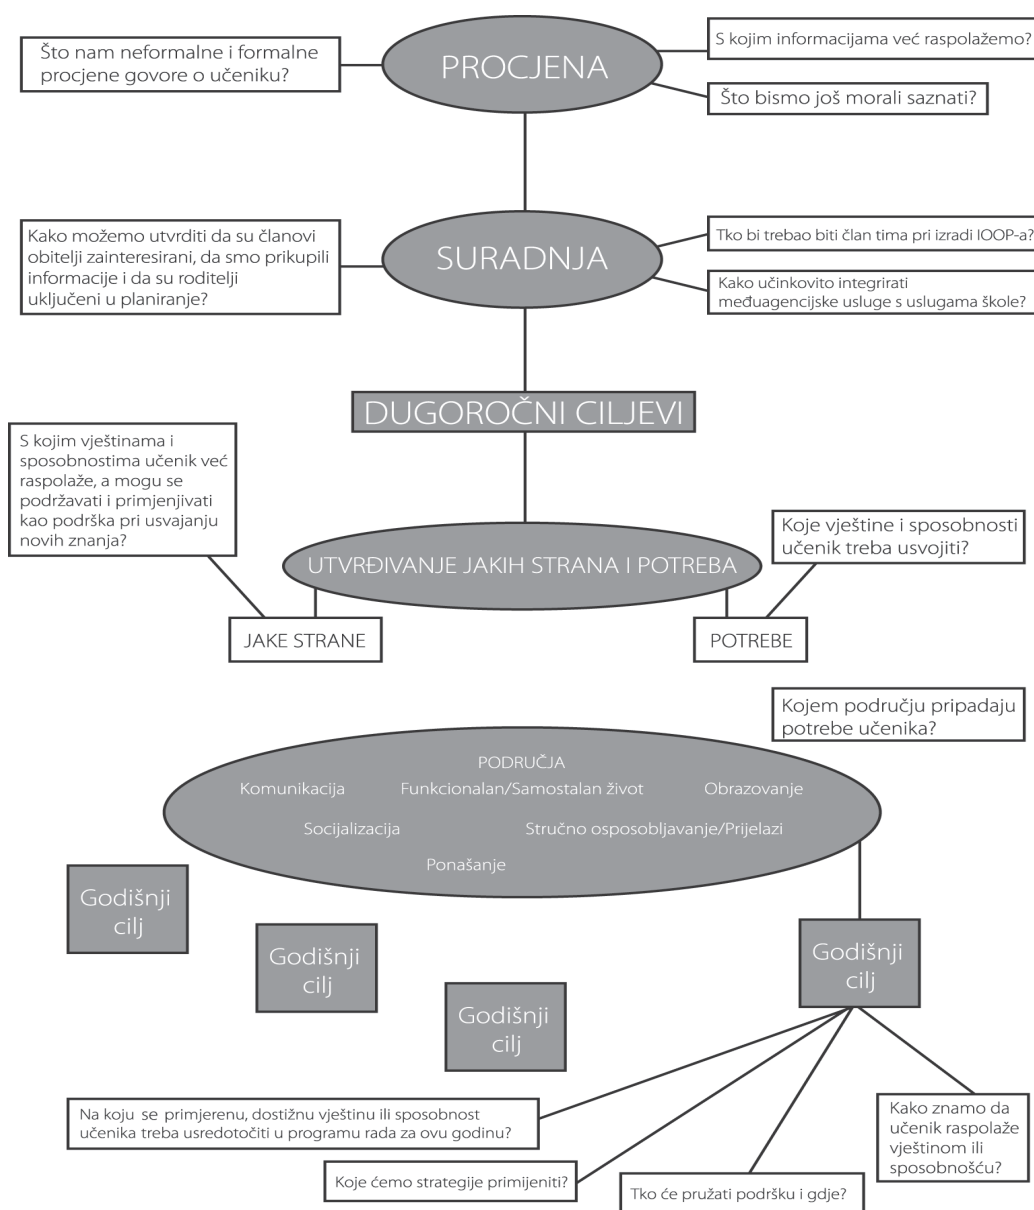 Što nam neformalne i formalne
procjene govore o učeniku?
PROCJENA
S kojim informacijama već raspolažemo?
Što bismo još morali saznati?
Kako možemo utvrditi da su članovi
obitelji zainteresirani, da smo prikupili
informacije i da su roditelji
uključeni u planiranje?
SURADNJA
Tko bi trebao biti član tima pri izradi IOOP-a?
Kako učinkovito integrirati
međuagencijske usluge s uslugama škole?
DUGOROČNI CILJEVI
S kojim vještinama i
sposobnostima učenik već
raspolaže, a mogu se
podržavati i primjenjivati
kao podrška pri usvajanju
novih znanja?
Koje vještine i sposobnosti
učenik treba usvojiti?
UTVRĐIVANJE JAKIH STRANA I POTREBA
JAKE STRANE
POTREBE
Kojem području pripadaju
potrebe učenika?
PODRUČJA
Komunikacija Funkcionalan/Samostalan život Obrazovanje
Socijalizacija Stručno osposobljavanje/Prijelazi
Ponašanje
Godišnji
cilj
Godišnji
cilj
Godišnji
cilj
Godišnji
cilj
Na koju se primjerenu, dostižnu vještinu ili sposobnost
učenika treba usredotočiti u programu rada za ovu godinu?
Koje ćemo strategije primijeniti?
Tko će pružati podršku i gdje?
Kako znamo da
učenik raspolaže
vještinom ili
sposobnošću?